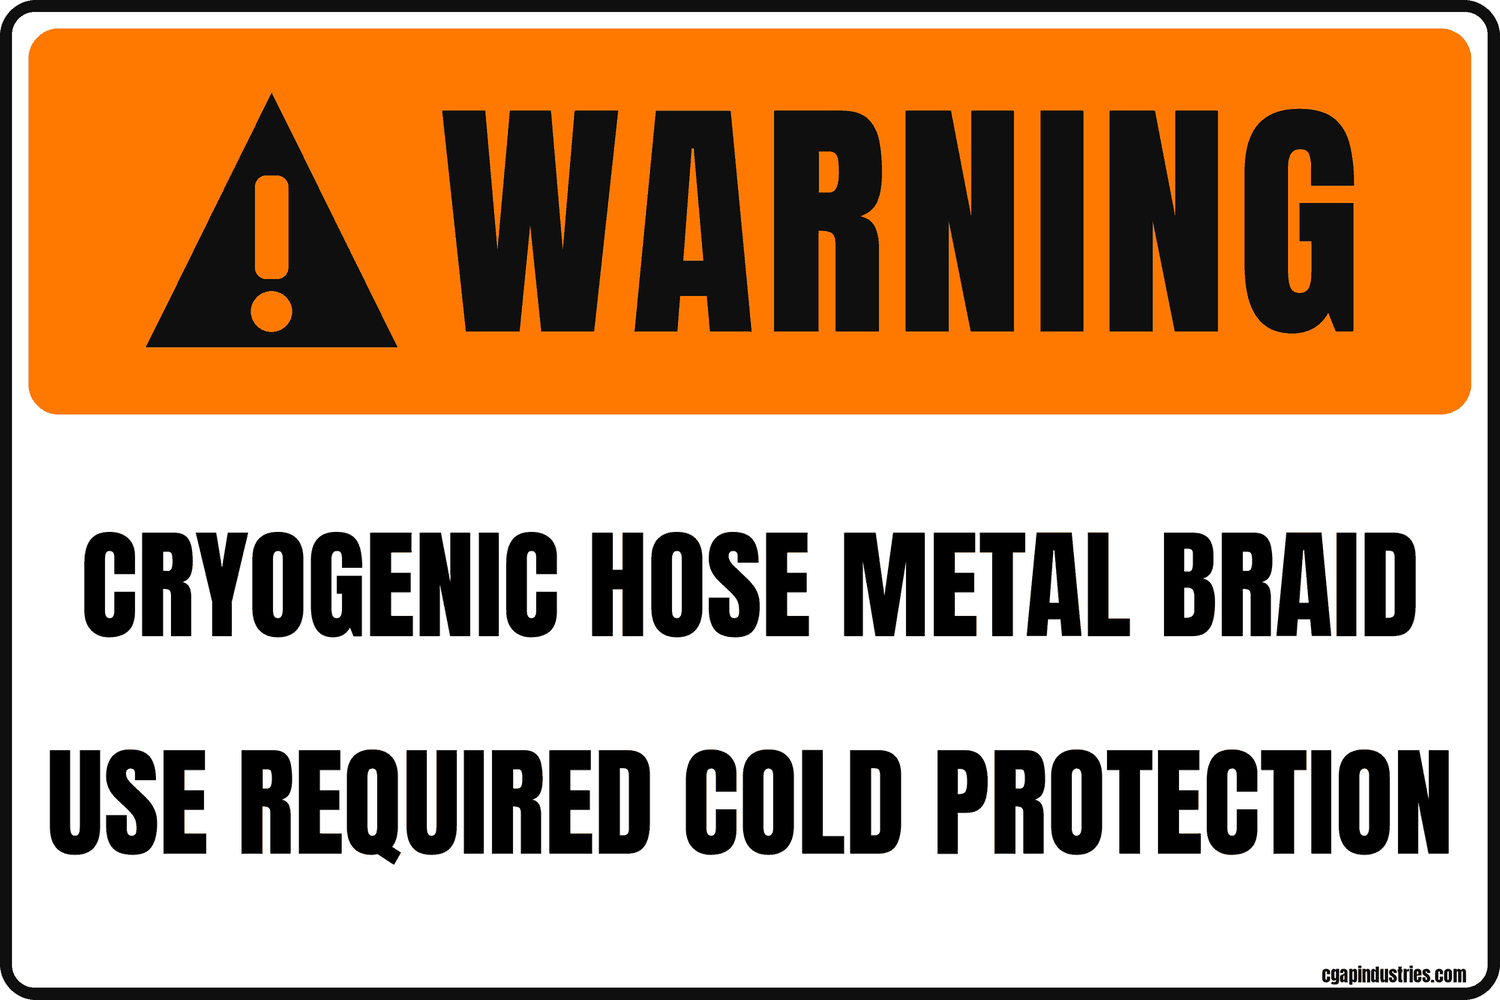 WARNING
CRYOGENIC HOSE METAL BRAID
USE REQUIRED COLD PROTECTION
cgapindustries.com